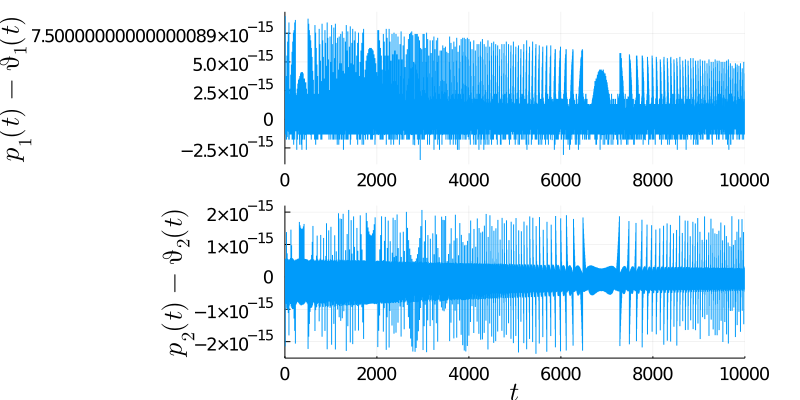 p₁(t) − ϑ₁(t)
7.500000000000000089×10⁻¹⁵
5.0×10⁻¹⁵
2.5×10⁻¹⁵
0
−2.5×10⁻¹⁵
0 2000 4000 6000 8000 10000
p₂(t) − ϑ₂(t)
2×10⁻¹⁵
1×10⁻¹⁵
0
−1×10⁻¹⁵
−2×10⁻¹⁵
0 2000 4000 6000 8000 10000
t